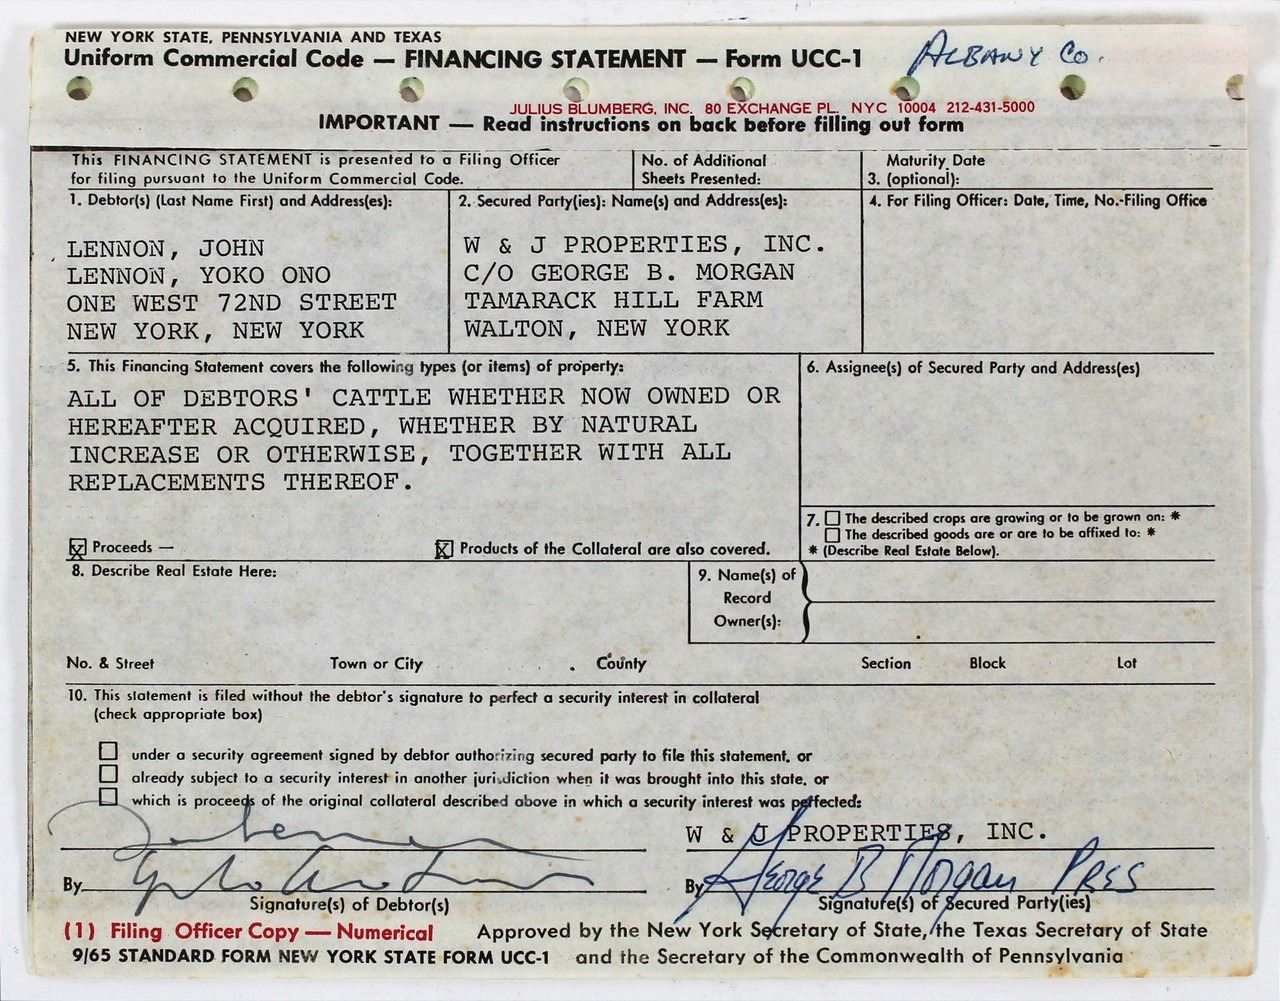 NEW YORK STATE, PENNSYLVANIA AND TEXAS
Uniform Commercial Code — FINANCING STATEMENT — Form UCC-1
ALBANY Co.
JULIUS BLUMBERG, INC. 80 EXCHANGE PL. NYC 10004 212-431-5000
IMPORTANT — Read instructions on back before filling out form
This FINANCING STATEMENT is presented to a Filing Officer
for filing pursuant to the Uniform Commercial Code.
No. of Additional
Sheets Presented:
Maturity Date
3. (optional):
1. Debtor(s) (Last Name First) and Address(es):
LENNON, JOHN
LENNON, YOKO ONO
ONE WEST 72ND STREET
NEW YORK, NEW YORK
2. Secured Party(ies): Name(s) and Address(es):
W & J PROPERTIES, INC.
C/O GEORGE B. MORGAN
TAMARACK HILL FARM
WALTON, NEW YORK
4. For Filing Officer: Date, Time, No.-Filing Office
5. This Financing Statement covers the following types (or items) of property:
ALL OF DEBTORS' CATTLE WHETHER NOW OWNED OR
HEREAFTER ACQUIRED, WHETHER BY NATURAL
INCREASE OR OTHERWISE, TOGETHER WITH ALL
REPLACEMENTS THEREOF.
X Proceeds —
X Products of the Collateral are also covered.
6. Assignee(s) of Secured Party and Address(es)
7. The described crops are growing or to be grown on: *
The described goods are or are to be affixed to: *
* (Describe Real Estate Below).
8. Describe Real Estate Here:
9. Name(s) of
Record
Owner(s):
No. & Street Town or City County Section Block Lot
10. This statement is filed without the debtor's signature to perfect a security interest in collateral
(check appropriate box)
under a security agreement signed by debtor authorizing secured party to file this statement, or
already subject to a security interest in another jurisdiction when it was brought into this state, or
which is proceeds of the original collateral described above in which a security interest was perfected:
John Lennon
By Yoko Ono Lennon
Signature(s) of Debtor(s)
W & J PROPERTIES, INC.
By George B Morgan PRES
Signature(s) of Secured Party(ies)
(1) Filing Officer Copy — Numerical
9/65 STANDARD FORM NEW YORK STATE FORM UCC-1
Approved by the New York Secretary of State, the Texas Secretary of State
and the Secretary of the Commonwealth of Pennsylvania